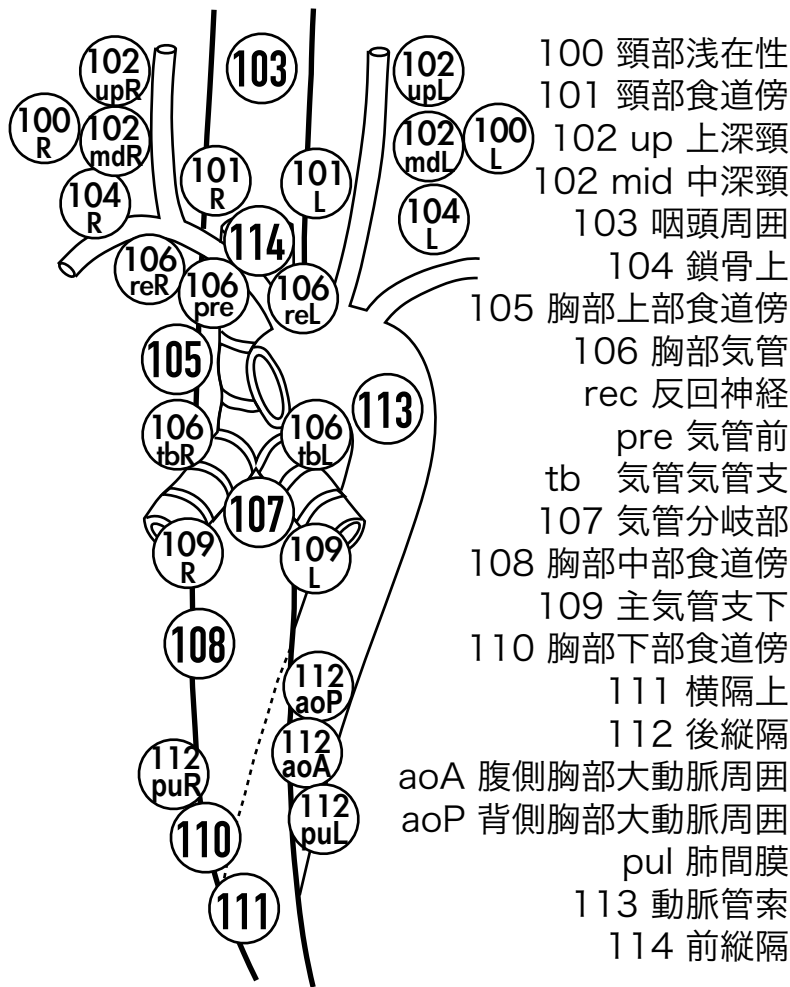 103
102
upR
102
upL
100
R
102
mdR
102
mdL
100
L
101
R
101
L
104
R
104
L
114
106
reR
106
pre
106
reL
105
113
106
tbR
106
tbL
107
109
R
109
L
108
112
aoP
112
aoA
112
puR
112
puL
110
111
100 頸部浅在性
101 頸部食道傍
102 up 上深頸
102 mid 中深頸
103 咽頭周囲
104 鎖骨上
105 胸部上部食道傍
106 胸部気管
rec 反回神経
pre 気管前
tb 気管気管支
107 気管分岐部
108 胸部中部食道傍
109 主気管支下
110 胸部下部食道傍
111 横隔上
112 後縦隔
aoA 腹側胸部大動脈周囲
aoP 背側胸部大動脈周囲
pul 肺間膜
113 動脈管索
114 前縦隔